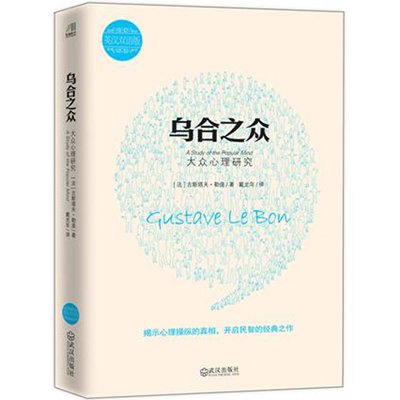 英汉双语版
乌合之众
A Study of the Popular Mind
大众心理研究
[法]古斯塔夫·勒庞/著 戴光年/译
Gustave Le Bon
揭示心理操纵的真相,开启民智的经典之作
武汉出版社
乌合之众
大众心理研究
A Study of the Popular Mind
[法]古斯塔夫·勒庞/著
戴光年/译
武汉出版社